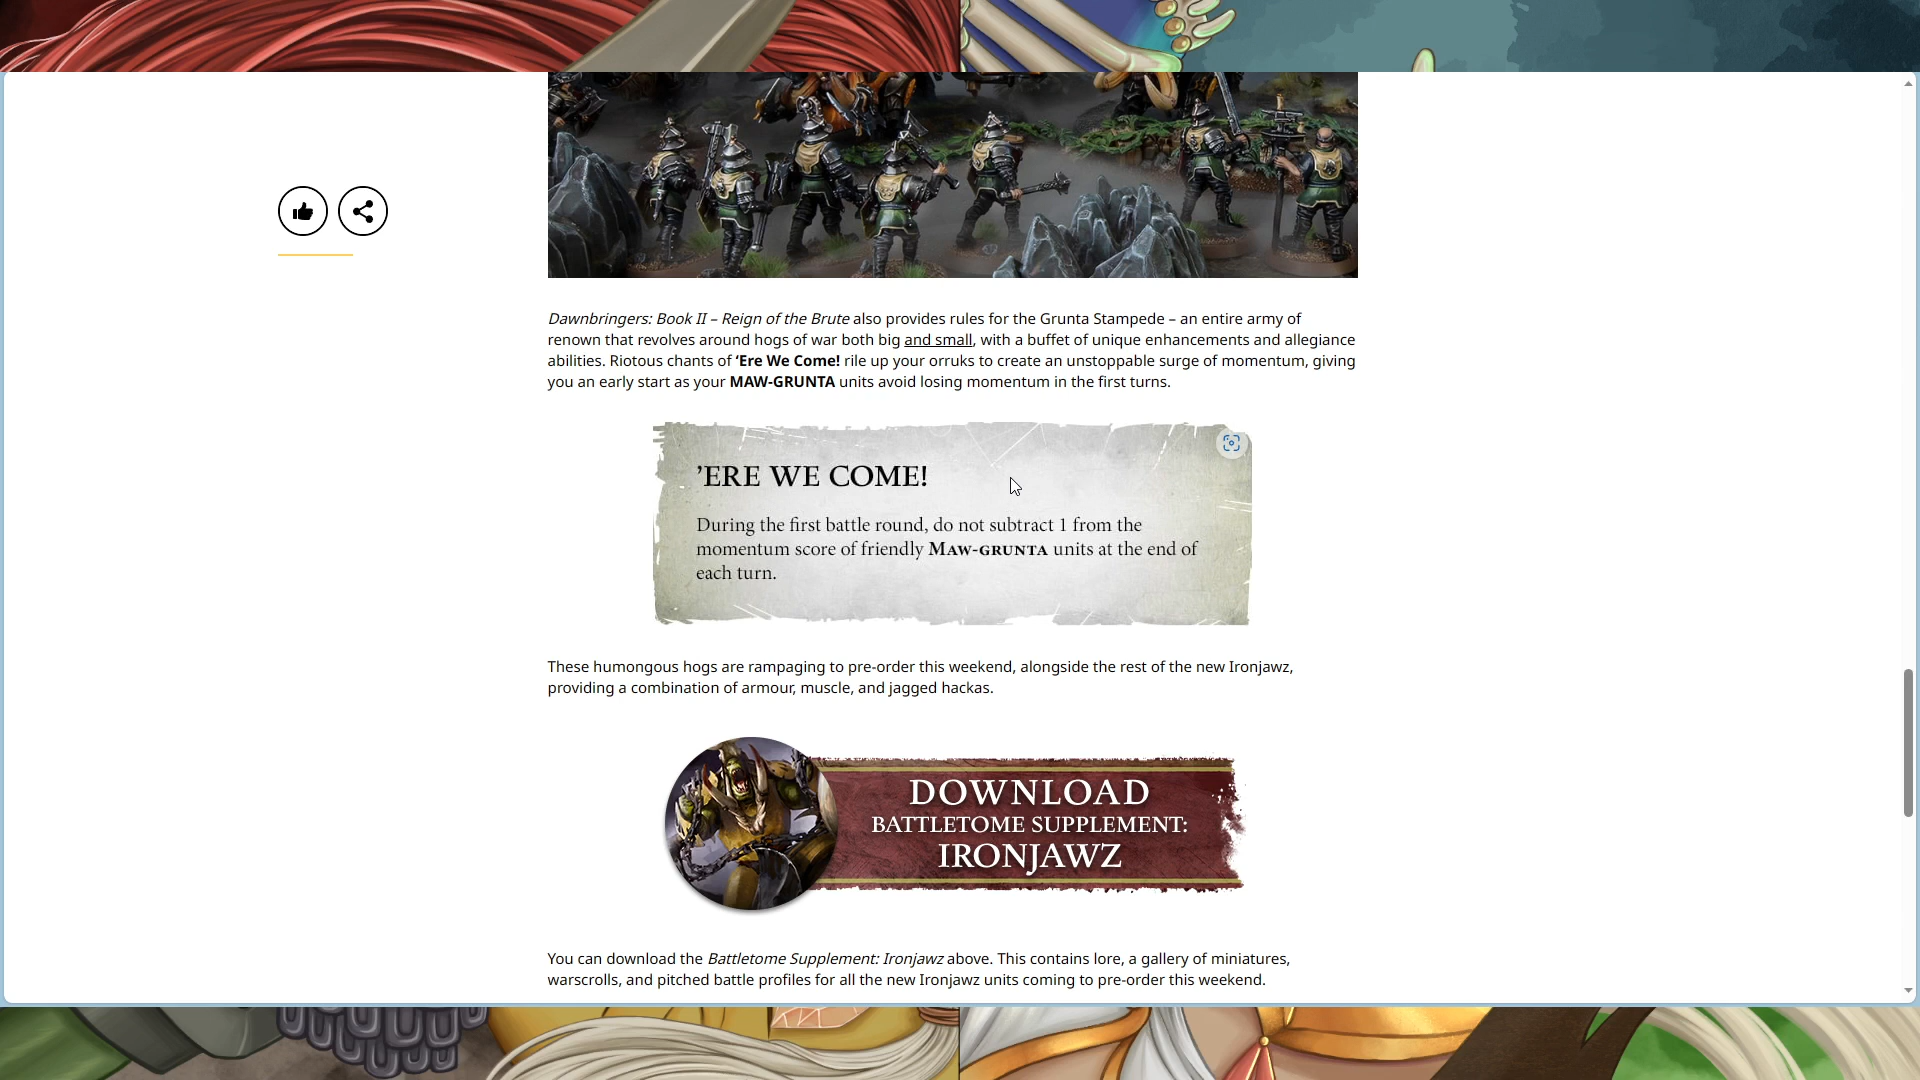 Dawnbringers: Book II – Reign of the Brute also provides rules for the Grunta Stampede – an entire army of
renown that revolves around hogs of war both big and small, with a buffet of unique enhancements and allegiance
abilities. Riotous chants of ‘Ere We Come! rile up your orruks to create an unstoppable surge of momentum, giving
you an early start as your MAW-GRUNTA units avoid losing momentum in the first turns.
’ERE WE COME!
During the first battle round, do not subtract 1 from the
momentum score of friendly MAW-GRUNTA units at the end of
each turn.
These humongous hogs are rampaging to pre-order this weekend, alongside the rest of the new Ironjawz,
providing a combination of armour, muscle, and jagged hackas.
DOWNLOAD
BATTLETOME SUPPLEMENT:
IRONJAWZ
You can download the Battletome Supplement: Ironjawz above. This contains lore, a gallery of miniatures,
warscrolls, and pitched battle profiles for all the new Ironjawz units coming to pre-order this weekend.